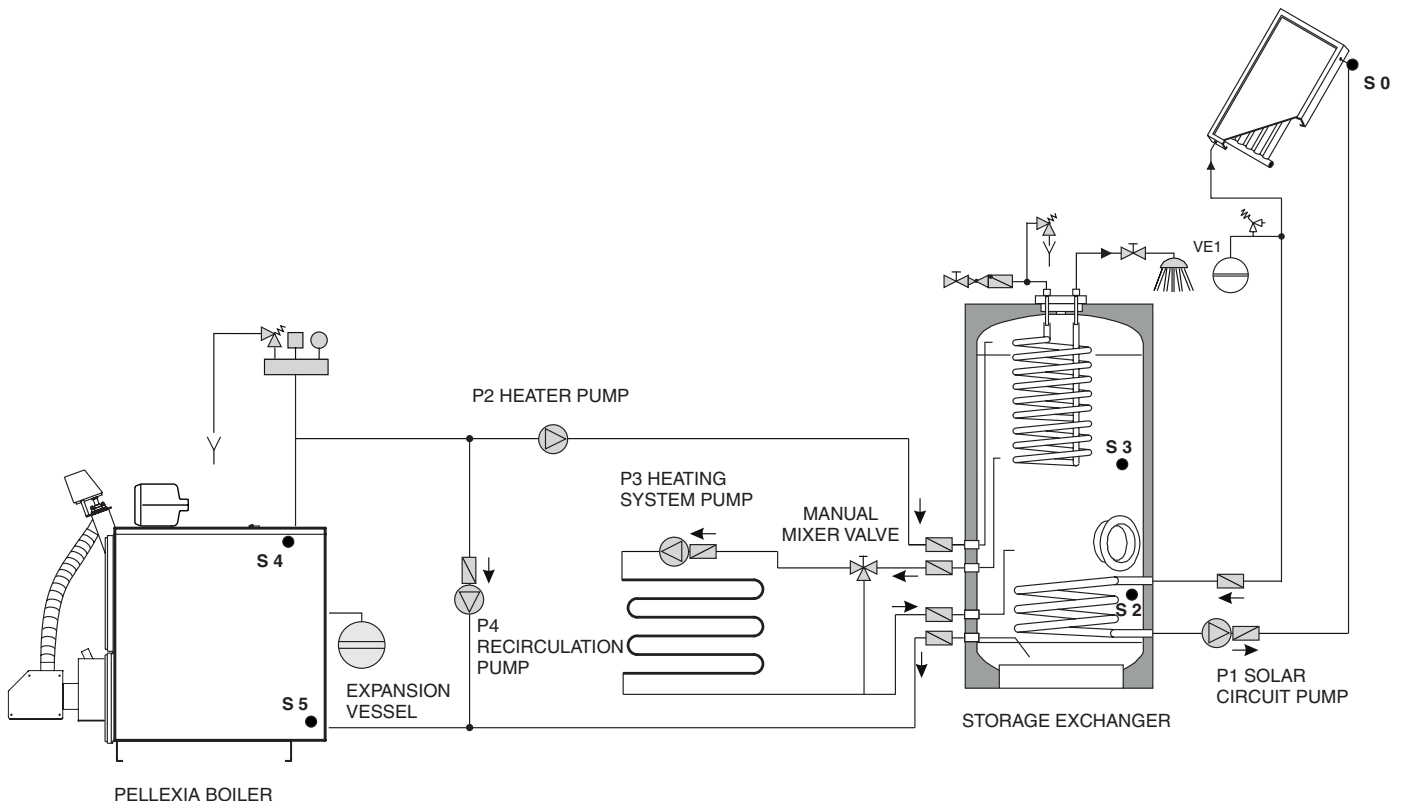 S 0
VE1
P2 HEATER PUMP
S 3
P3 HEATING
SYSTEM PUMP
MANUAL
MIXER VALVE
S 4
S 2
P4
RECIRCULATION
PUMP
P1 SOLAR
CIRCUIT PUMP
EXPANSION
VESSEL
S 5
STORAGE EXCHANGER
PELLEXIA BOILER